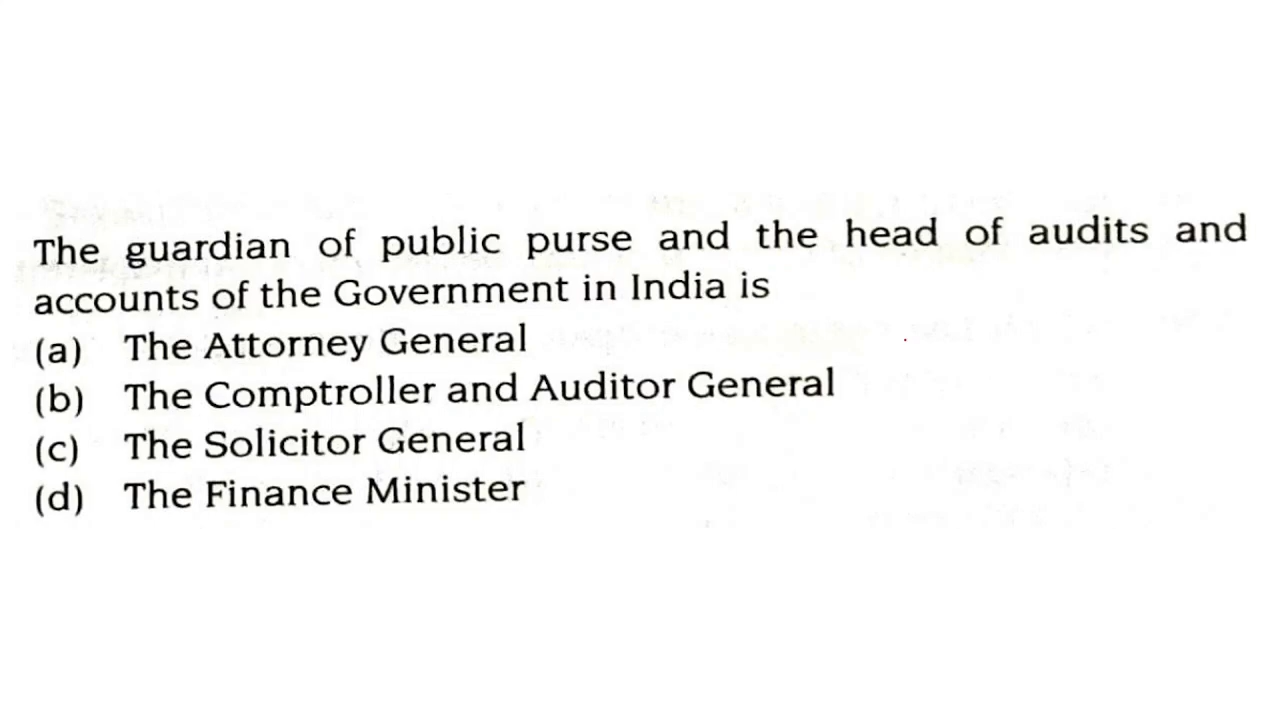 The guardian of public purse and the head of audits and
accounts of the Government in India is
(a) The Attorney General
(b) The Comptroller and Auditor General
(c) The Solicitor General
(d) The Finance Minister